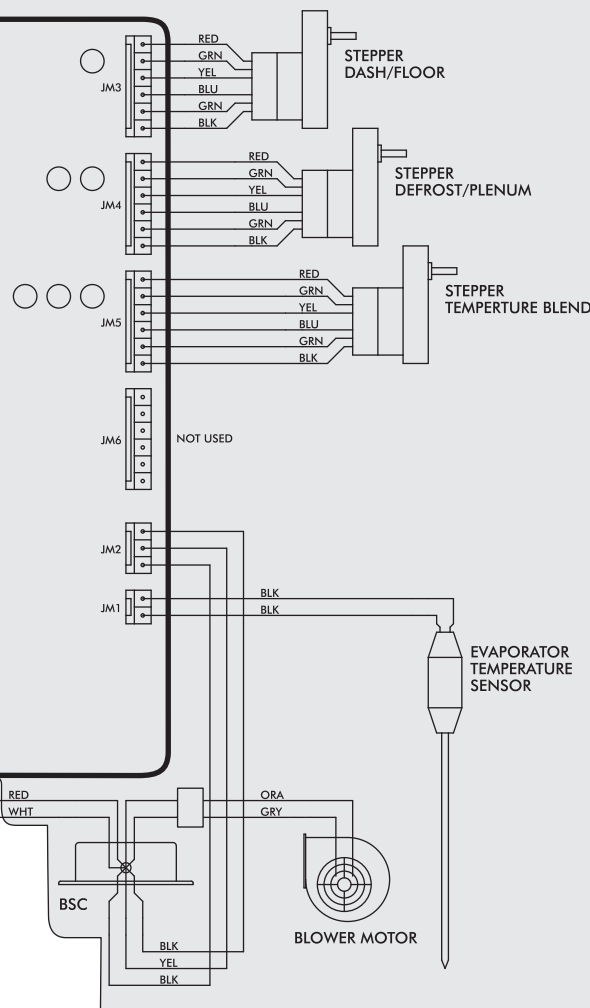 RED
GRN
YEL
BLU
GRN
BLK
JM3
STEPPER
DASH/FLOOR
RED
GRN
YEL
BLU
GRN
BLK
JM4
STEPPER
DEFROST/PLENUM
RED
GRN
YEL
BLU
GRN
BLK
JM5
STEPPER
TEMPERTURE BLEND
JM6
NOT USED
JM2
JM1
BLK
BLK
EVAPORATOR
TEMPERATURE
SENSOR
RED
WHT
ORA
GRY
BSC
BLOWER MOTOR
BLK
YEL
BLK